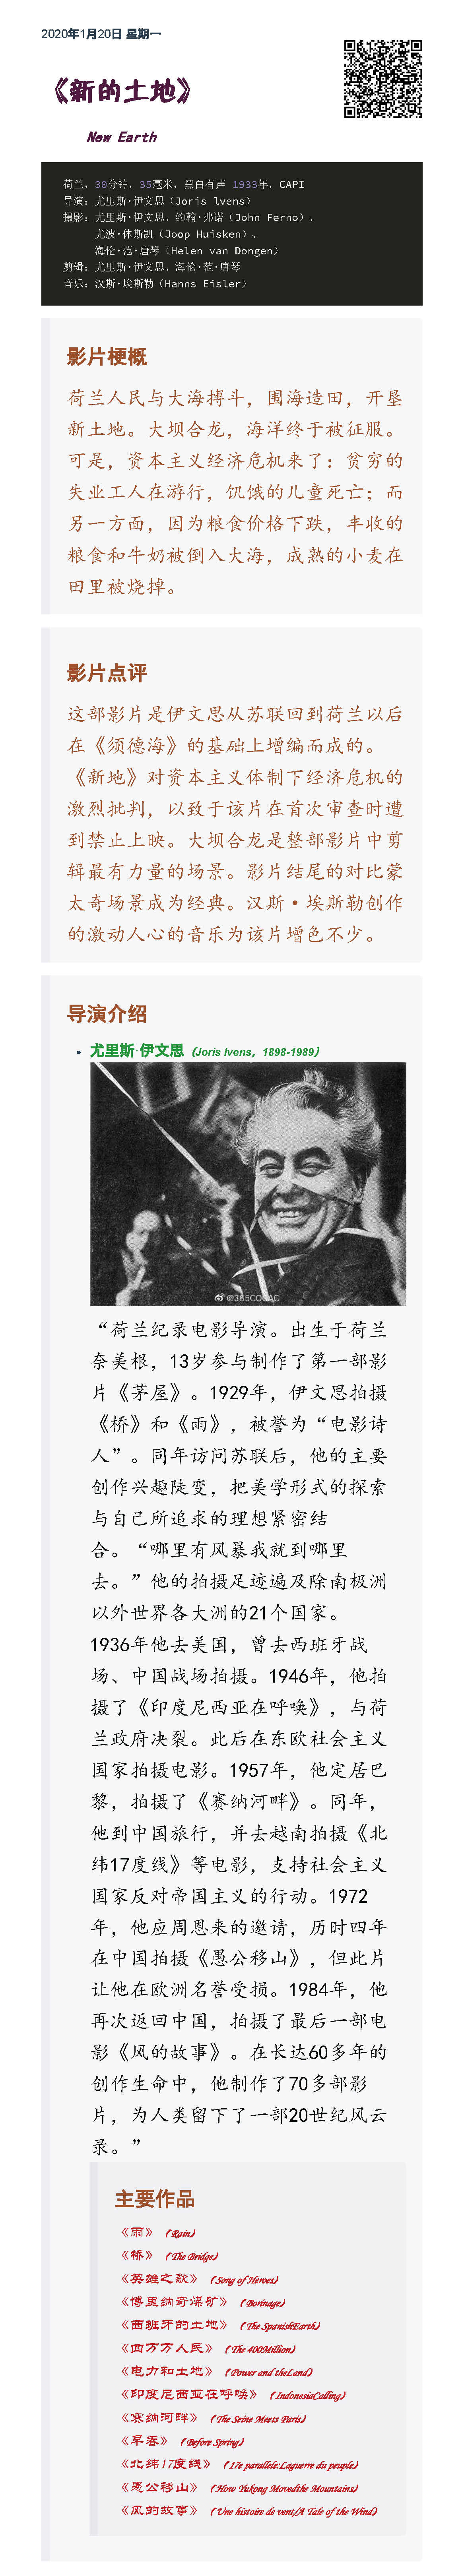 2020年1月20日 星期一
《新的土地》
New Earth
荷兰，30分钟，35毫米，黑白有声 1933年，CAPI
导演：尤里斯·伊文思（Joris lvens）
摄影：尤里斯·伊文思、约翰·弗诺（John Ferno）、
尤波·休斯凯（Joop Huisken）、
海伦·范·唐琴（Helen van Dongen）
剪辑：尤里斯·伊文思、海伦·范·唐琴
音乐：汉斯·埃斯勒（Hanns Eisler）
影片梗概
荷兰人民与大海搏斗，围海造田，开垦
新土地。大坝合龙，海洋终于被征服。
可是，资本主义经济危机来了：贫穷的
失业工人在游行，饥饿的儿童死亡；而
另一方面，因为粮食价格下跌，丰收的
粮食和牛奶被倒入大海，成熟的小麦在
田里被烧掉。
影片点评
这部影片是伊文思从苏联回到荷兰以后
在《须德海》的基础上增编而成的。
《新地》对资本主义体制下经济危机的
激烈批判，以致于该片在首次审查时遭
到禁止上映。大坝合龙是整部影片中剪
辑最有力量的场景。影片结尾的对比蒙
太奇场景成为经典。汉斯·埃斯勒创作
的激动人心的音乐为该片增色不少。
导演介绍
尤里斯·伊文思（Joris Ivens，1898-1989）
@385COCAC
“荷兰纪录电影导演。出生于荷兰
奈美根，13岁参与制作了第一部影
片《茅屋》。1929年，伊文思拍摄
《桥》和《雨》，被誉为“电影诗
人”。同年访问苏联后，他的主要
创作兴趣陡变，把美学形式的探索
与自己所追求的理想紧密结
合。“哪里有风暴我就到哪里
去。”他的拍摄足迹遍及除南极洲
以外世界各大洲的21个国家。
1936年他去美国，曾去西班牙战
场、中国战场拍摄。1946年，他拍
摄了《印度尼西亚在呼唤》，与荷
兰政府决裂。此后在东欧社会主义
国家拍摄电影。1957年，他定居巴
黎，拍摄了《赛纳河畔》。同年，
他到中国旅行，并去越南拍摄《北
纬17度线》等电影，支持社会主义
国家反对帝国主义的行动。1972
年，他应周恩来的邀请，历时四年
在中国拍摄《愚公移山》，但此片
让他在欧洲名誉受损。1984年，他
再次返回中国，拍摄了最后一部电
影《风的故事》。在长达60多年的
创作生命中，他制作了70多部影
片，为人类留下了一部20世纪风云
录。”
主要作品
《雨》（Rain）
《桥》（The Bridge）
《英雄之歌》（Song of Heroes）
《博里纳奇煤矿》（Borinage）
《西班牙的土地》（The SpanishEarth）
《四万万人民》（The 400Million）
《电力和土地》（Power and theLand）
《印度尼西亚在呼唤》（IndonesiaCalling）
《赛纳河畔》（The Seine Meets Paris）
《早春》（Before Spring）
《北纬17度线》（17e parallele:Laguerre du peuple）
《愚公移山》（How Yukong Movedthe Mountains）
《风的故事》（Une histoire de vent/A Tale of the Wind）